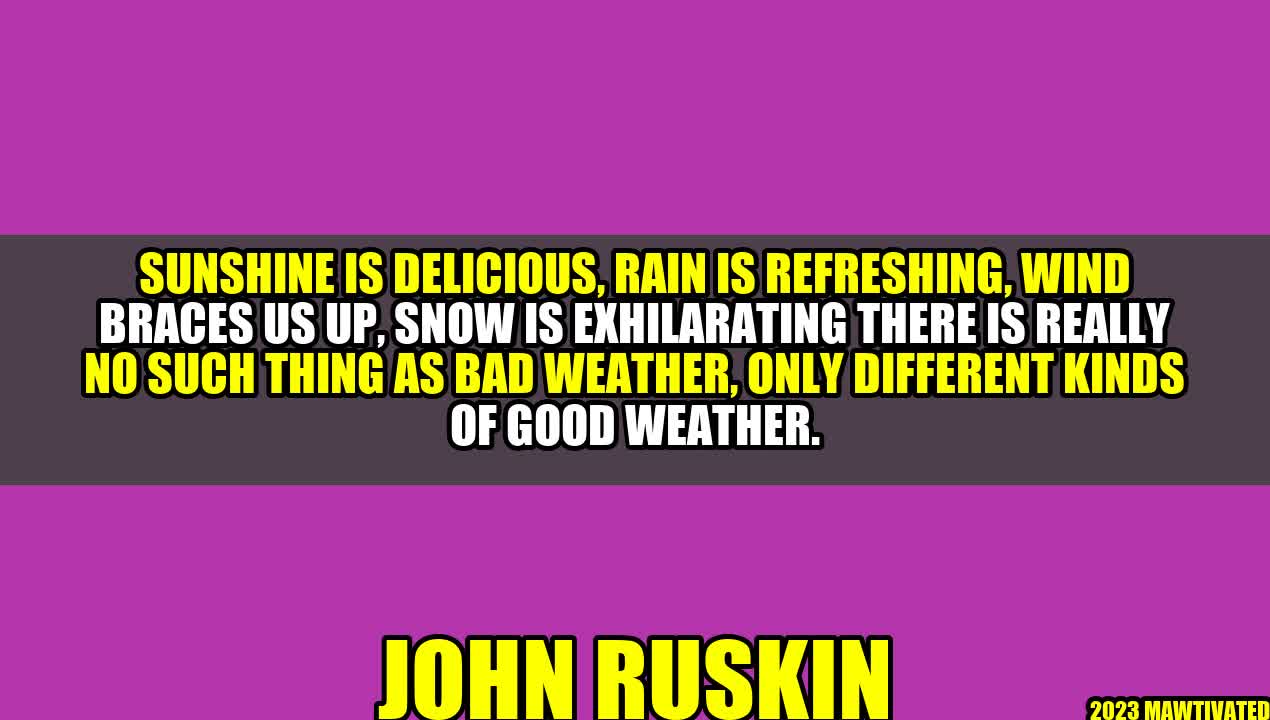 SUNSHINE IS DELICIOUS, RAIN IS REFRESHING, WIND
BRACES US UP, SNOW IS EXHILARATING THERE IS REALLY
NO SUCH THING AS BAD WEATHER, ONLY DIFFERENT KINDS
OF GOOD WEATHER.
JOHN RUSKIN
2023 MAWTIVATED